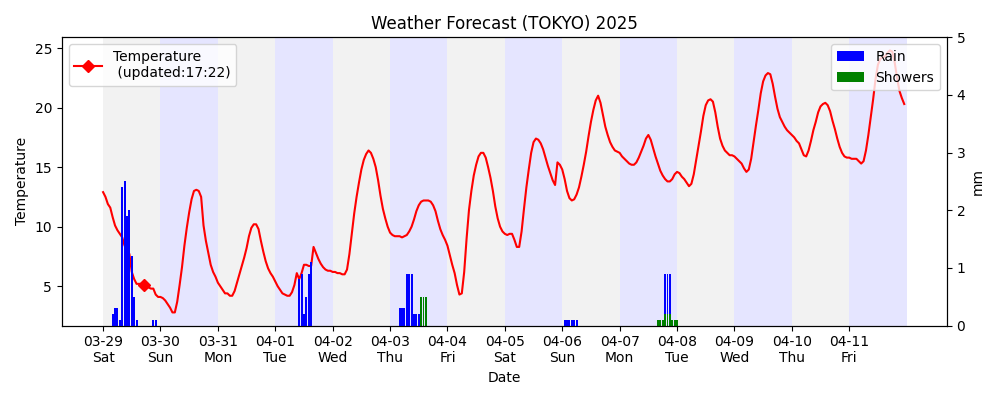 Weather Forecast (TOKYO) 2025
Temperature
(updated:17:22)
Rain
Showers
Temperature
25
20
15
10
5
5
4
3
2
1
0
mm
03-29 03-30 03-31 04-01 04-02 04-03 04-04 04-05 04-06 04-07 04-08 04-09 04-10 04-11
Sat Sun Mon Tue Wed Thu Fri Sat Sun Mon Tue Wed Thu Fri
Date